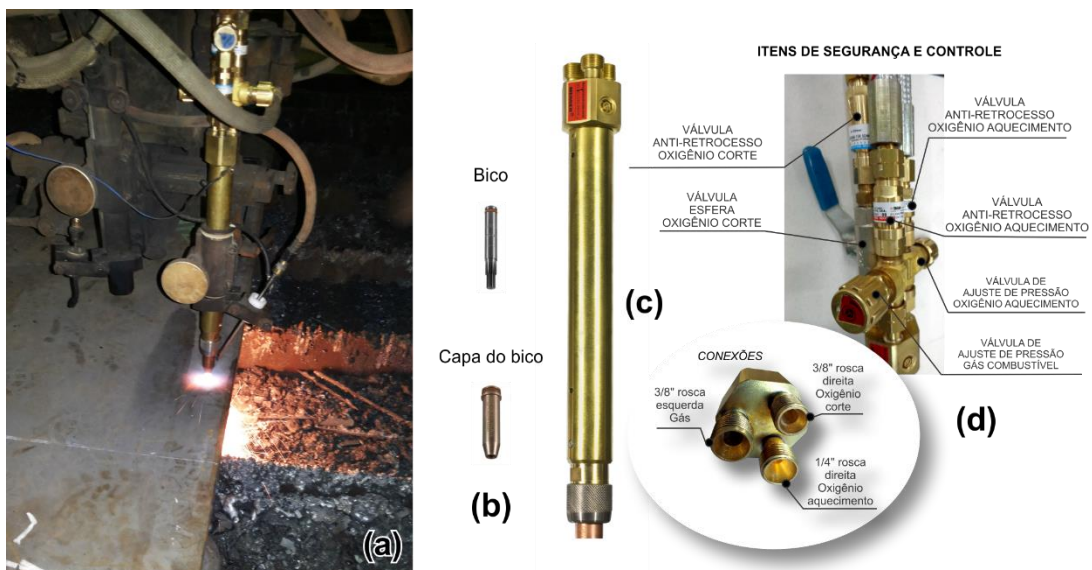 (a)
Bico
Capa do bico
(b)
(c)
ITENS DE SEGURANÇA E CONTROLE
VÁLVULA
ANTI-RETROCESSO
OXIGÊNIO CORTE
VÁLVULA
ESFERA
OXIGÊNIO CORTE
VÁLVULA
ANTI-RETROCESSO
OXIGÊNIO AQUECIMENTO
VÁLVULA
ANTI-RETROCESSO
OXIGÊNIO AQUECIMENTO
VÁLVULA DE
AJUSTE DE PRESSÃO
OXIGÊNIO AQUECIMENTO
VÁLVULA DE
AJUSTE DE PRESSÃO
GÁS COMBUSTÍVEL
CONEXÕES
3/8" rosca
esquerda
Gás
3/8" rosca
direita
Oxigênio
corte
1/4" rosca
direita
Oxigênio
aquecimento
(d)